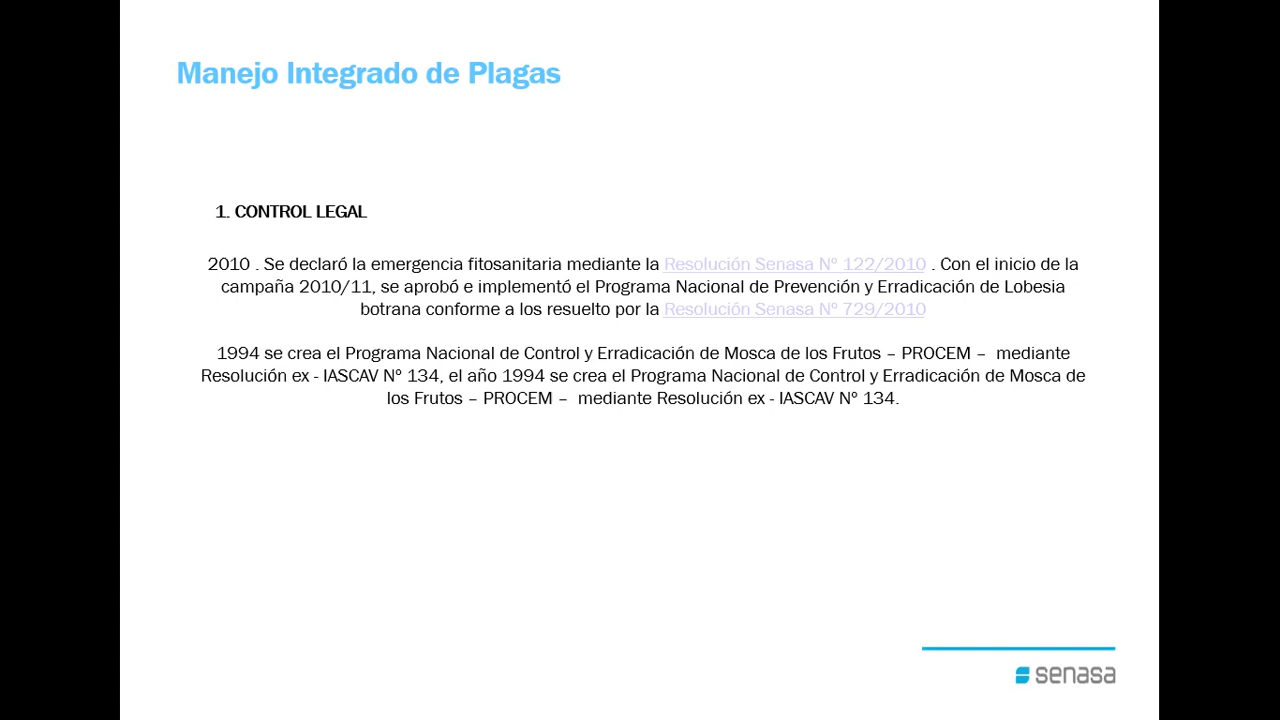 Manejo Integrado de Plagas
1. CONTROL LEGAL
2010 . Se declaró la emergencia fitosanitaria mediante la Resolución Senasa Nº 122/2010 . Con el inicio de la
campaña 2010/11, se aprobó e implementó el Programa Nacional de Prevención y Erradicación de Lobesia
botrana conforme a los resuelto por la Resolución Senasa Nº 729/2010
1994 se crea el Programa Nacional de Control y Erradicación de Mosca de los Frutos – PROCEM – mediante
Resolución ex - IASCAV Nº 134, el año 1994 se crea el Programa Nacional de Control y Erradicación de Mosca de
los Frutos – PROCEM – mediante Resolución ex - IASCAV Nº 134.
senasa